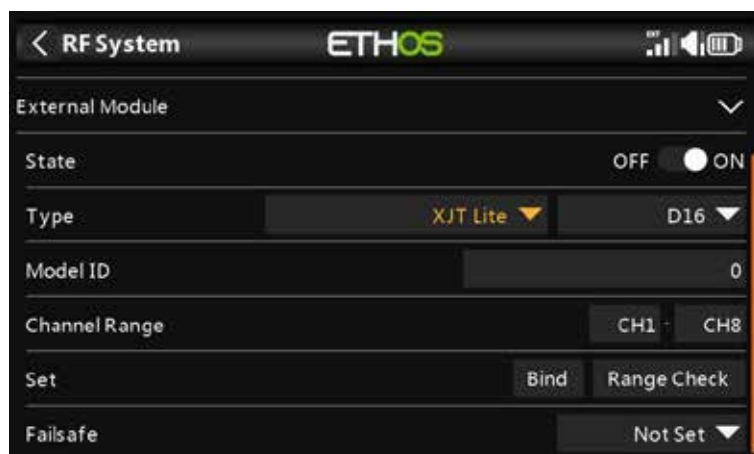 RF System ETHOS EXT
External Module
State OFF ON
Type XJT Lite D16
Model ID 0
Channel Range CH1 - CH8
Set Bind Range Check
Failsafe Not Set